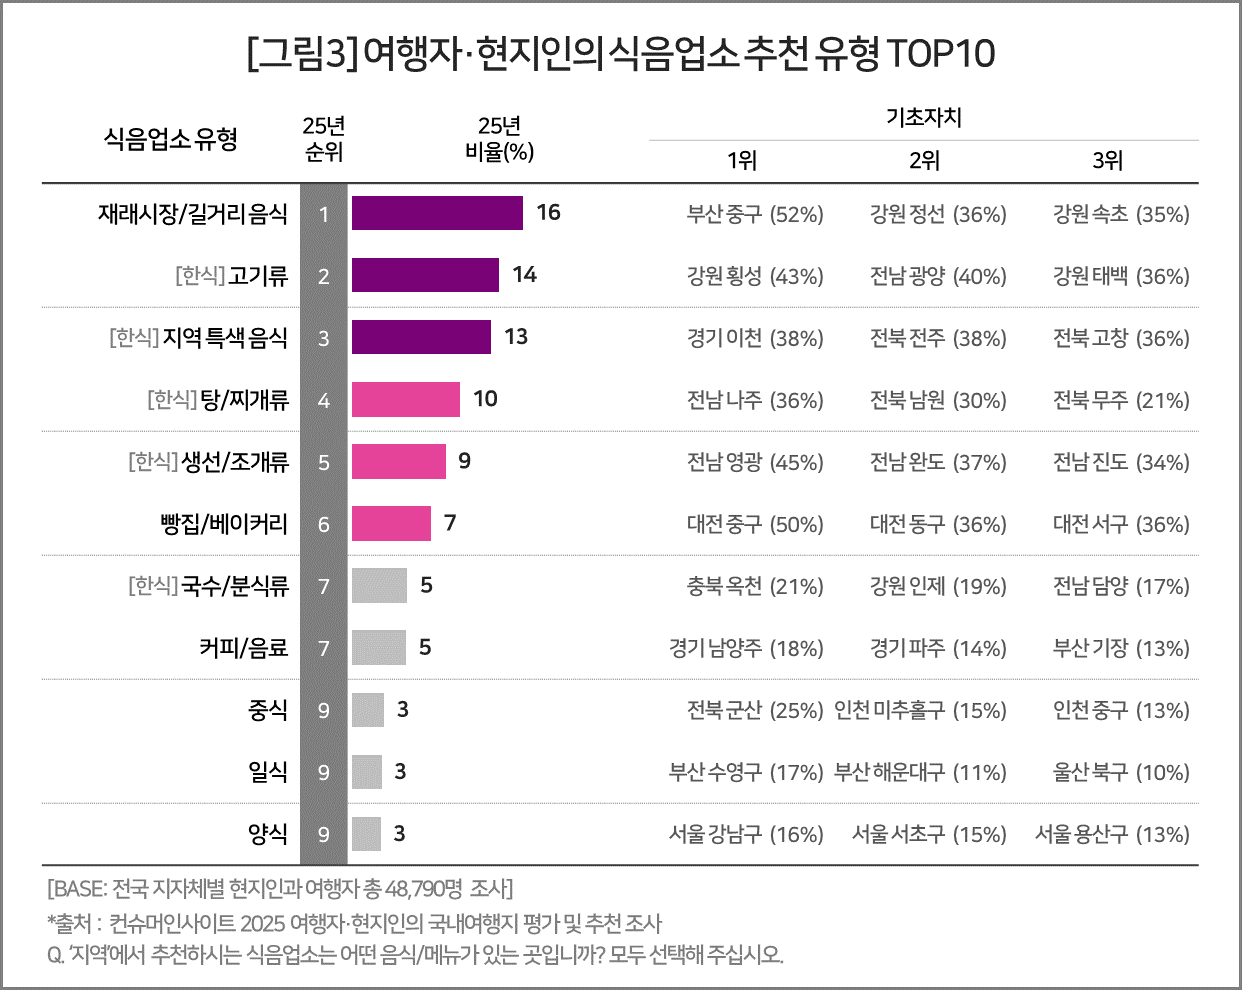 [그림3] 여행자·현지인의 식음업소 추천 유형 TOP10
식음업소 유형 25년 순위 25년 비율(%) 기초자치
1위 2위 3위
재래시장/길거리 음식 1 16 부산 중구 (52%) 강원 정선 (36%) 강원 속초 (35%)
[한식] 고기류 2 14 강원 횡성 (43%) 전남 광양 (40%) 강원 태백 (36%)
[한식] 지역 특색 음식 3 13 경기 이천 (38%) 전북 전주 (38%) 전북 고창 (36%)
[한식] 탕/찌개류 4 10 전남 나주 (36%) 전북 남원 (30%) 전북 무주 (21%)
[한식] 생선/조개류 5 9 전남 영광 (45%) 전남 완도 (37%) 전남 진도 (34%)
빵집/베이커리 6 7 대전 중구 (50%) 대전 동구 (36%) 대전 서구 (36%)
[한식] 국수/분식류 7 5 충북 옥천 (21%) 강원 인제 (19%) 전남 담양 (17%)
커피/음료 7 5 경기 남양주 (18%) 경기 파주 (14%) 부산 기장 (13%)
중식 9 3 전북 군산 (25%) 인천 미추홀구 (15%) 인천 중구 (13%)
일식 9 3 부산 수영구 (17%) 부산 해운대구 (11%) 울산 북구 (10%)
양식 9 3 서울 강남구 (16%) 서울 서초구 (15%) 서울 용산구 (13%)
[BASE: 전국 지자체별 현지인과 여행자 총 48,790명 조사]
*출처 : 컨슈머인사이트 2025 여행자·현지인의 국내여행지 평가 및 추천 조사
Q. '지역'에서 추천하시는 식음업소는 어떤 음식/메뉴가 있는 곳입니까? 모두 선택해 주십시오.